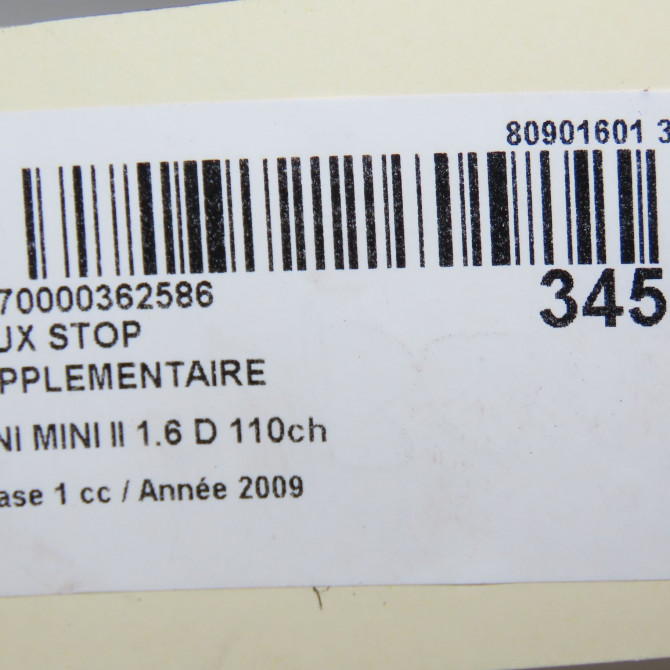 80901601 3
70000362586
345
UX STOP
PPLEMENTAIRE
NI MINI II 1.6 D 110ch
ase 1 cc / Année 2009